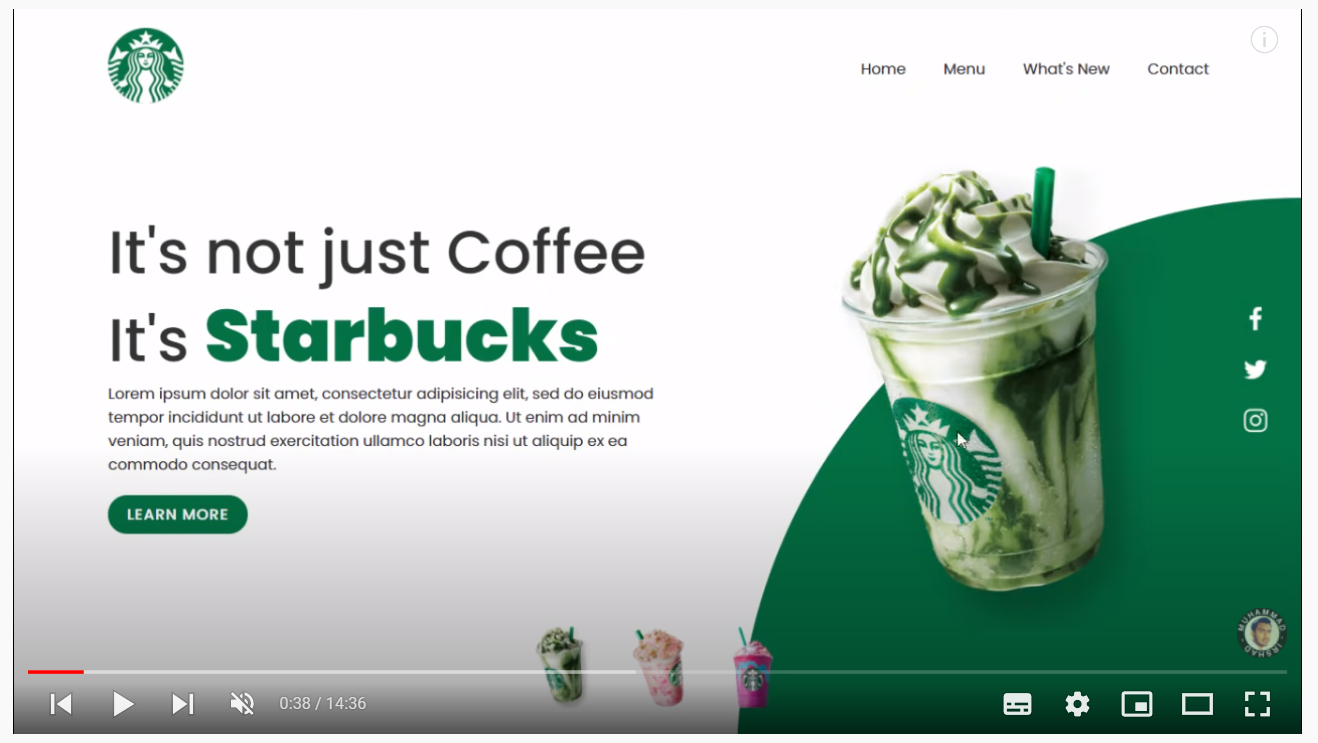 Home Menu What's New Contact
It's not just Coffee
It's Starbucks
Lorem ipsum dolor sit amet, consectetur adipisicing elit, sed do eiusmod
tempor incididunt ut labore et dolore magna aliqua. Ut enim ad minim
veniam, quis nostrud exercitation ullamco laboris nisi ut aliquip ex ea
commodo consequat.
LEARN MORE
MUHAMMAD
IRSHAD
0:38 / 14:36